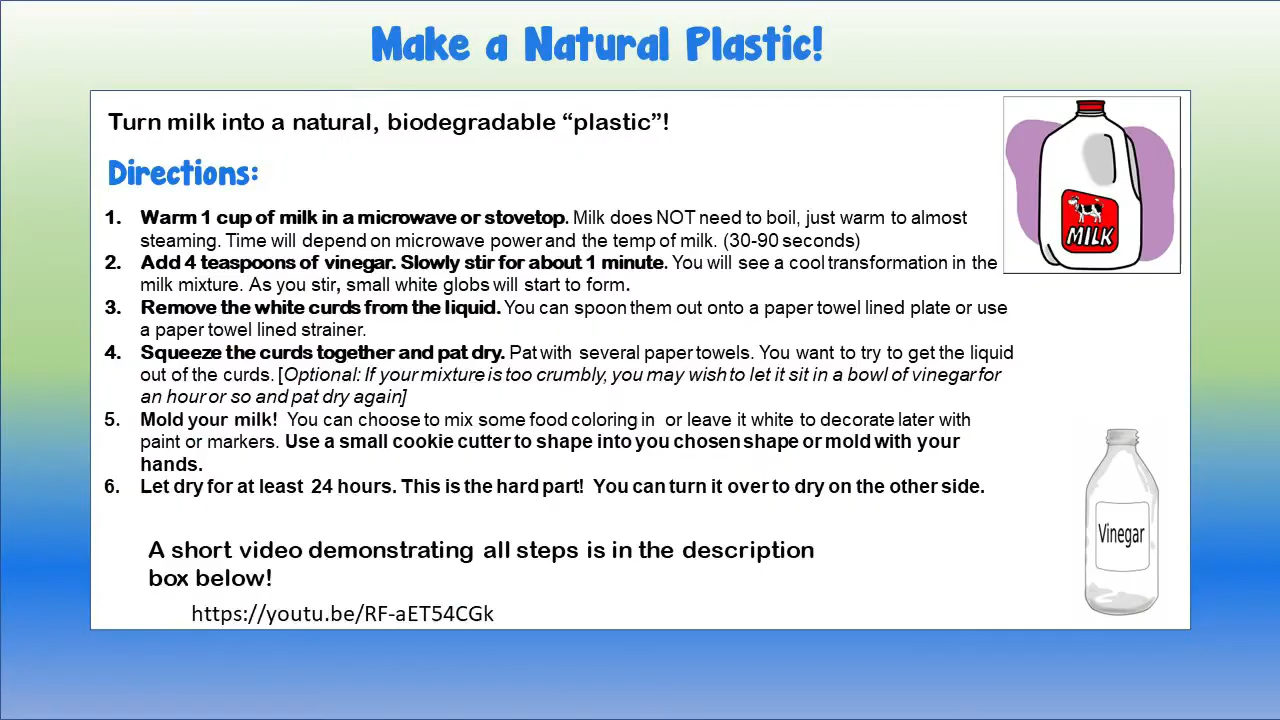 Make a Natural Plastic!
Turn milk into a natural, biodegradable “plastic”!
Directions:
1. Warm 1 cup of milk in a microwave or stovetop. Milk does NOT need to boil, just warm to almost
steaming. Time will depend on microwave power and the temp of milk. (30-90 seconds)
2. Add 4 teaspoons of vinegar. Slowly stir for about 1 minute. You will see a cool transformation in the
milk mixture. As you stir, small white globs will start to form.
3. Remove the white curds from the liquid. You can spoon them out onto a paper towel lined plate or use
a paper towel lined strainer.
4. Squeeze the curds together and pat dry. Pat with several paper towels. You want to try to get the liquid
out of the curds. [Optional: If your mixture is too crumbly, you may wish to let it sit in a bowl of vinegar for
an hour or so and pat dry again]
5. Mold your milk! You can choose to mix some food coloring in or leave it white to decorate later with
paint or markers. Use a small cookie cutter to shape into you chosen shape or mold with your
hands.
6. Let dry for at least 24 hours. This is the hard part! You can turn it over to dry on the other side.
A short video demonstrating all steps is in the description
box below!
https://youtu.be/RF-aET54CGk
MILK
Vinegar